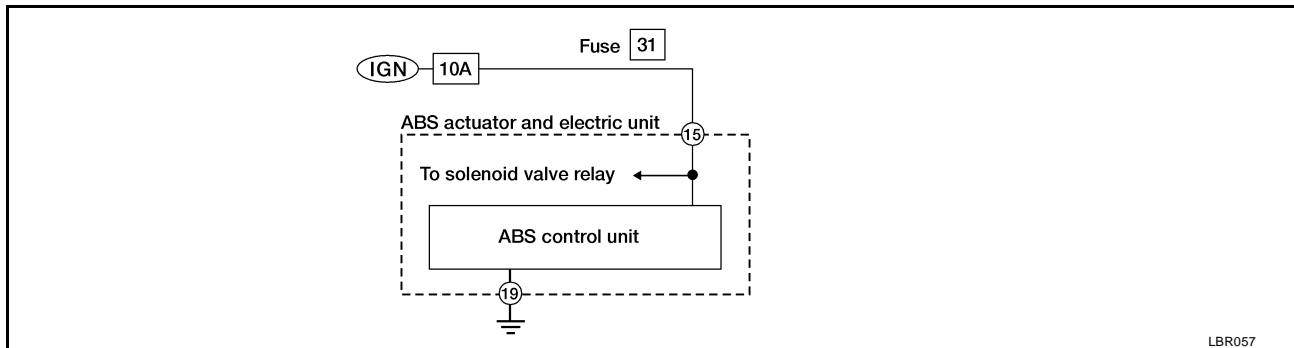 Fuse 31
IGN 10A
ABS actuator and electric unit 15
To solenoid valve relay
ABS control unit
19
LBR057